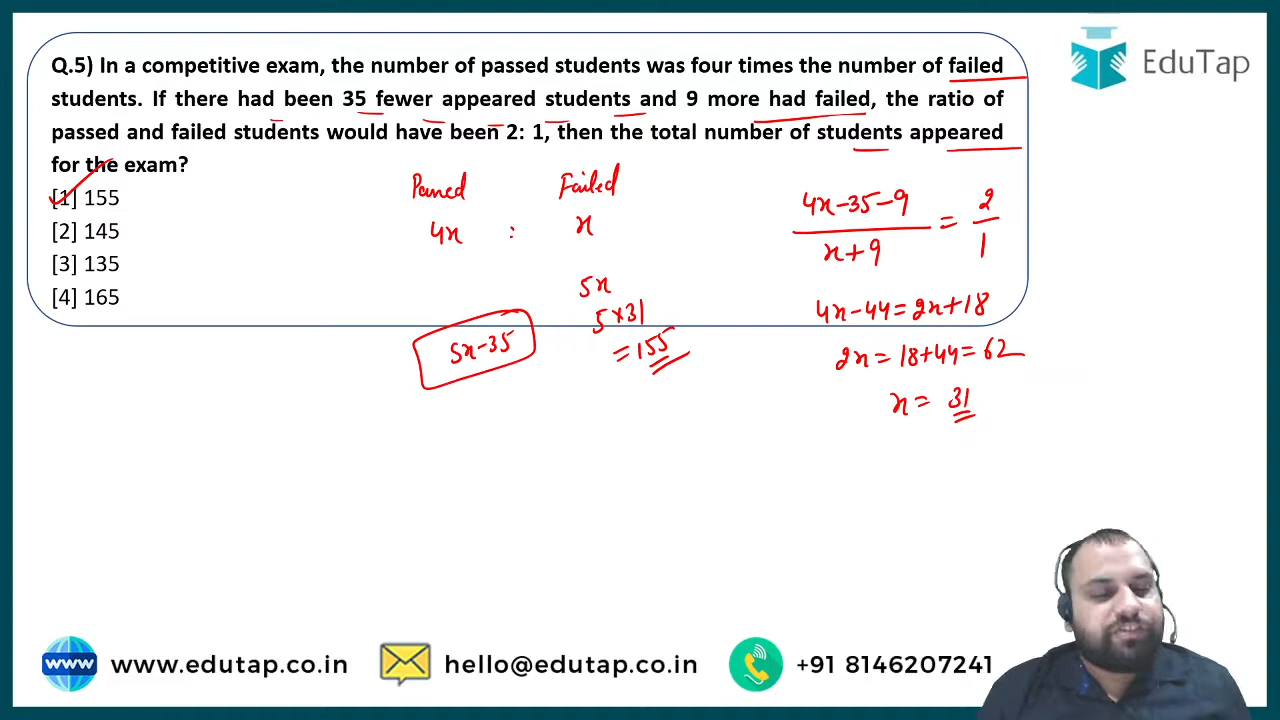 Q.5) In a competitive exam, the number of passed students was four times the number of failed
students. If there had been 35 fewer appeared students and 9 more had failed, the ratio of
passed and failed students would have been 2: 1, then the total number of students appeared
for the exam?
[1] 155
[2] 145
[3] 135
[4] 165
EduTap
Passed Failed
4x : x
5x
5x31
=155
5x-35
4x-35-9
x+9
=
2
1
4x-44=2x+18
2x=18+44=62
x=31
www
www.edutap.co.in
hello@edutap.co.in
+91 8146207241